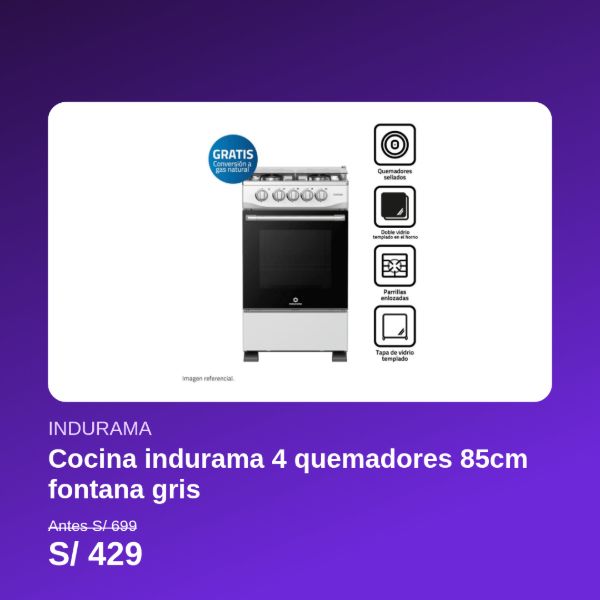 GRATIS
Conversión a
gas natural
Quemadores
sellados
Doble vidrio
templado en el horno
Parrillas
enlozadas
Tapa de vidrio
templado
Imagen referencial.
INDURAMA
Cocina indurama 4 quemadores 85cm
fontana gris
Antes S/ 699
S/ 429